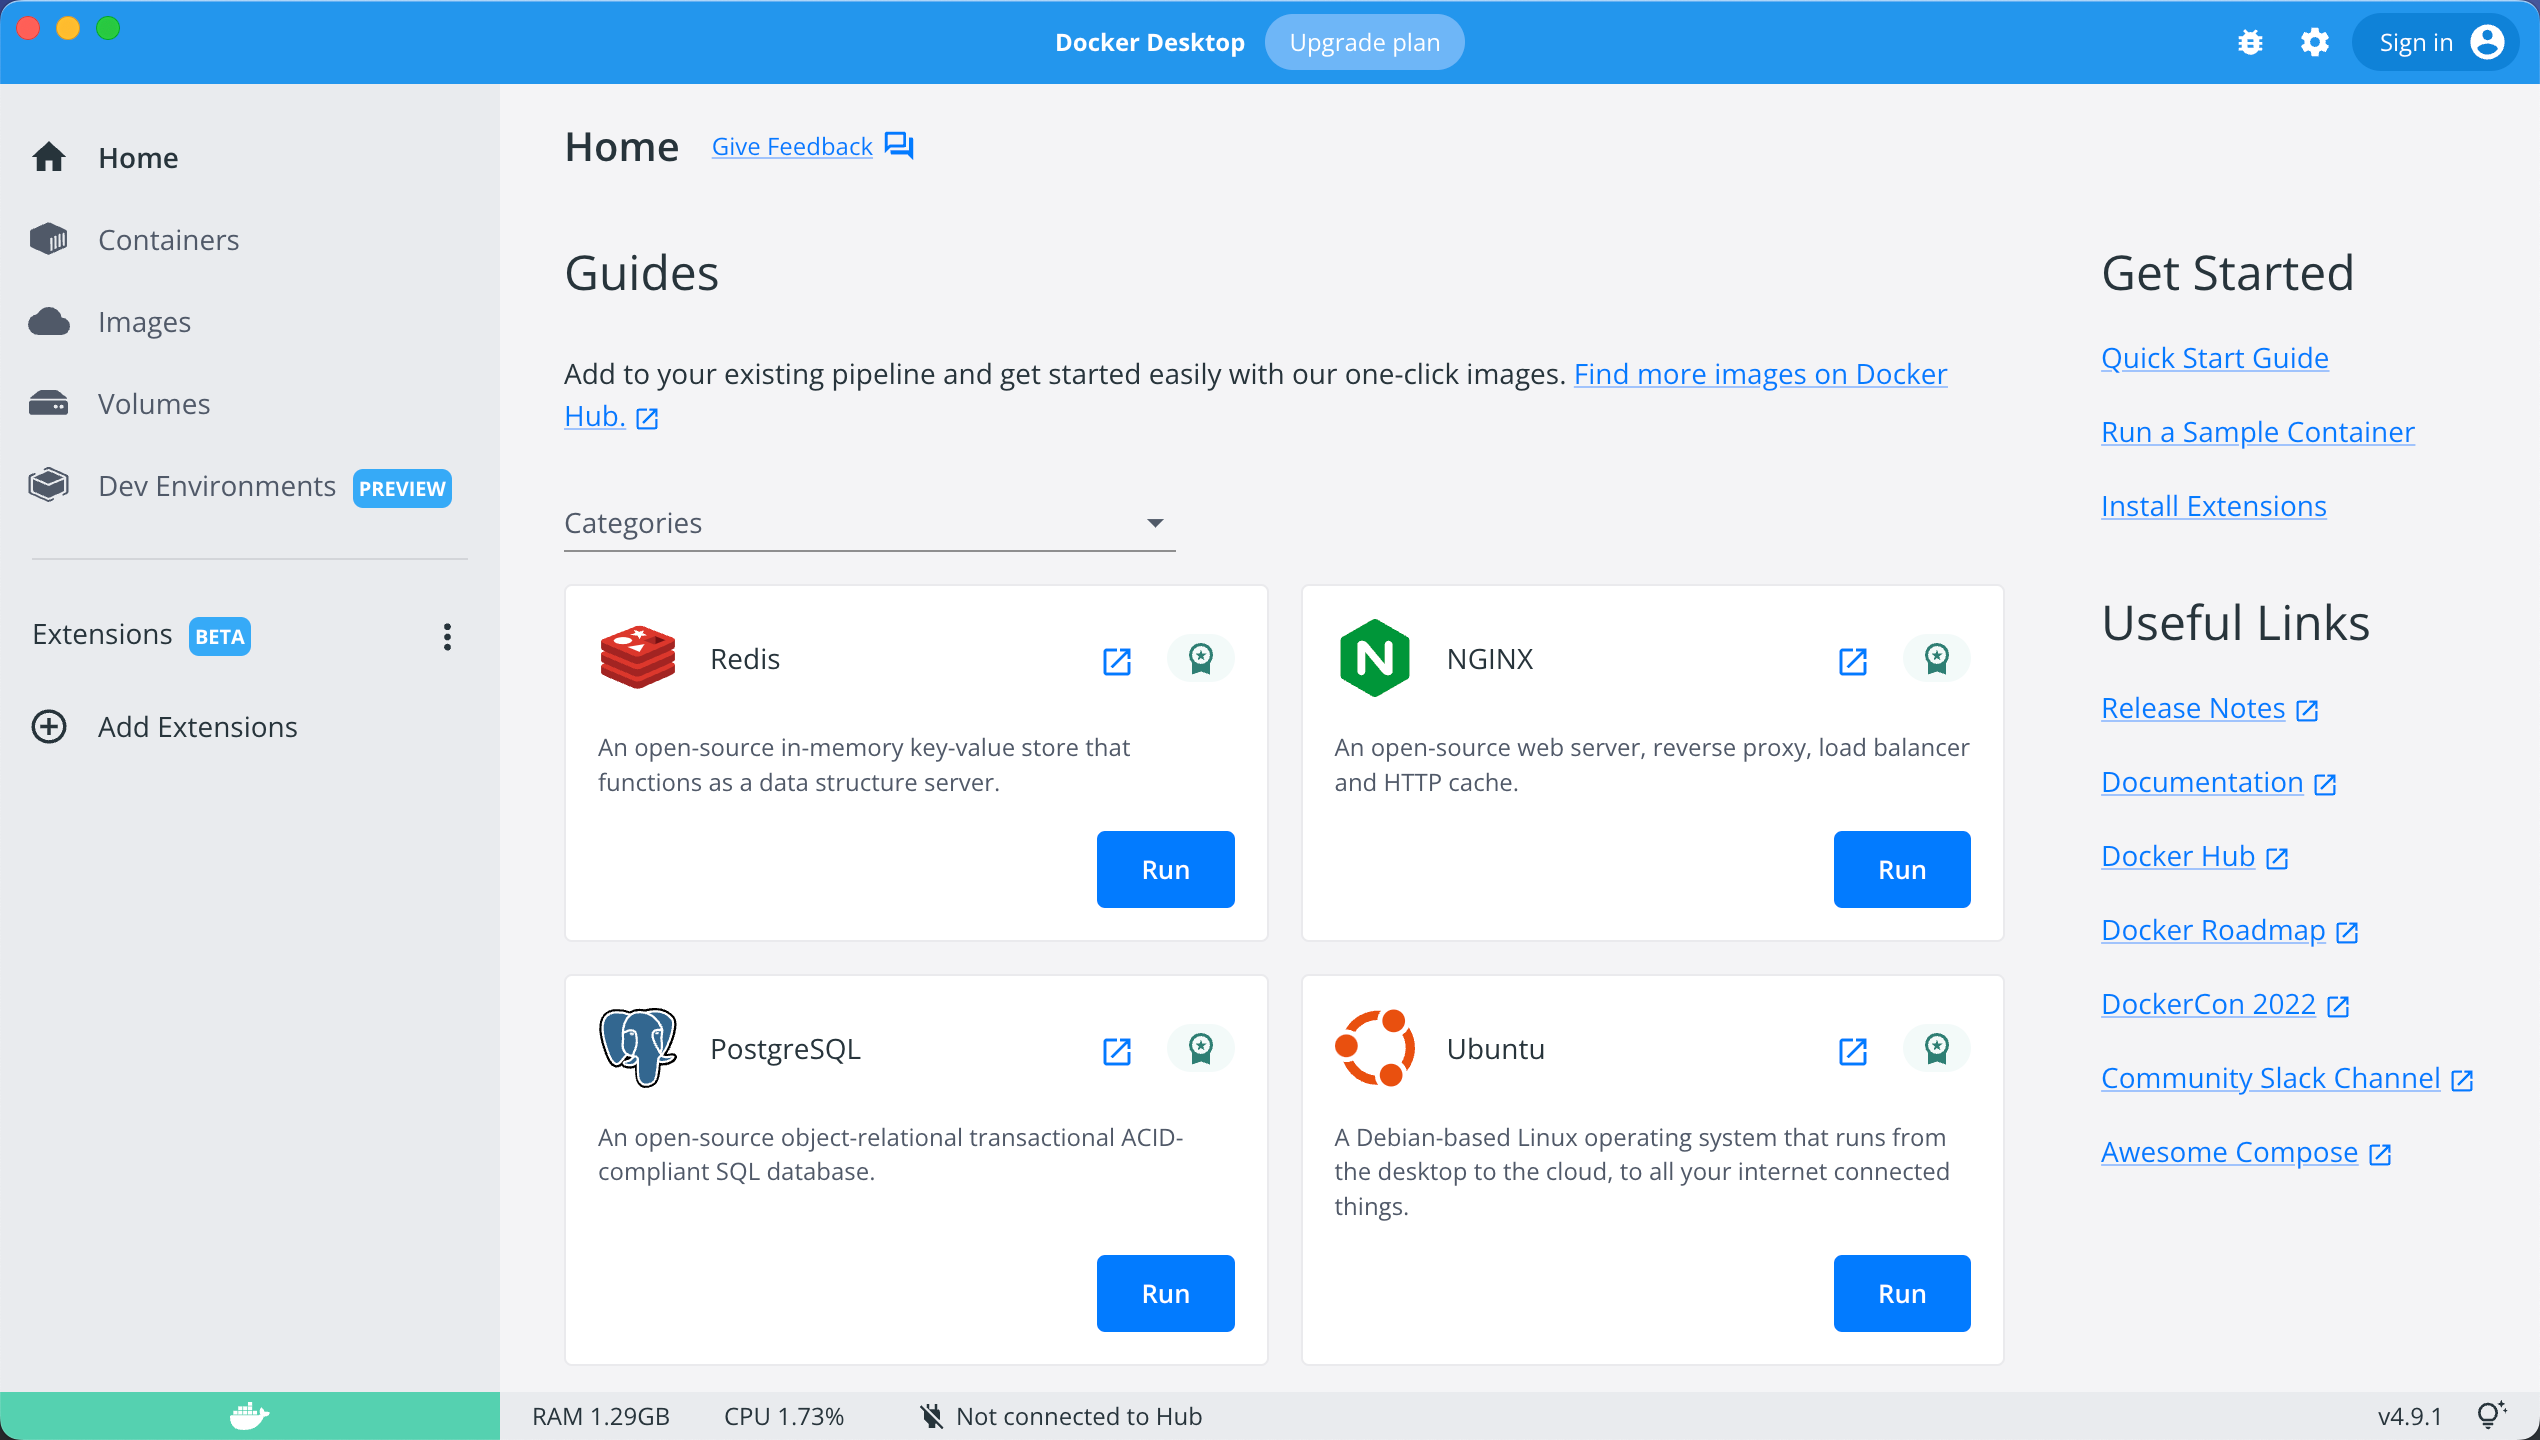 Docker Desktop
Upgrade plan
Sign in
Home
Containers
Images
Volumes
Dev Environments PREVIEW
Extensions BETA
Add Extensions
Home
Give Feedback
Guides
Add to your existing pipeline and get started easily with our one-click images. Find more images on Docker
Hub.
Categories
Redis
An open-source in-memory key-value store that
functions as a data structure server.
Run
N
NGINX
An open-source web server, reverse proxy, load balancer
and HTTP cache.
Run
PostgreSQL
An open-source object-relational transactional ACID-
compliant SQL database.
Run
Ubuntu
A Debian-based Linux operating system that runs from
the desktop to the cloud, to all your internet connected
things.
Run
Get Started
Quick Start Guide
Run a Sample Container
Install Extensions
Useful Links
Release Notes
Documentation
Docker Hub
Docker Roadmap
DockerCon 2022
Community Slack Channel
Awesome Compose
RAM 1.29GB
CPU 1.73%
Not connected to Hub
v4.9.1